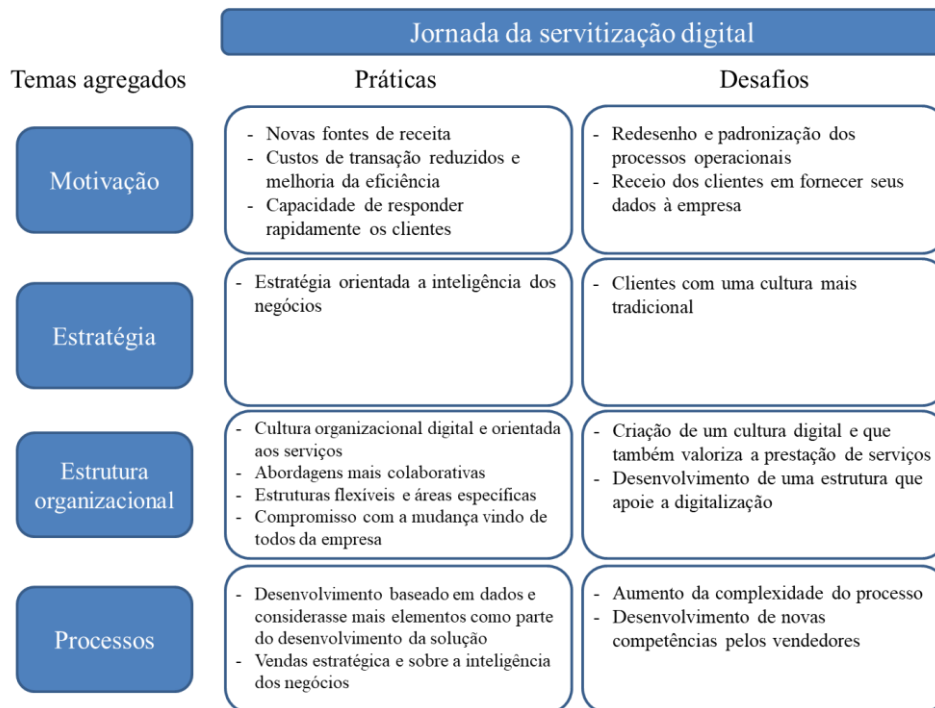 Jornada da servitização digital
Temas agregados
Práticas
Desafios
Motivação
- Novas fontes de receita
- Custos de transação reduzidos e
melhoria da eficiência
- Capacidade de responder
rapidamente os clientes
- Redesenho e padronização dos
processos operacionais
- Receio dos clientes em fornecer seus
dados à empresa
Estratégia
- Estratégia orientada a inteligência dos
negócios
- Clientes com uma cultura mais
tradicional
Estrutura
organizacional
- Cultura organizacional digital e orientada
aos serviços
- Abordagens mais colaborativas
- Estruturas flexíveis e áreas específicas
- Compromisso com a mudança vindo de
todos da empresa
- Criação de um cultura digital e que
também valoriza a prestação de serviços
- Desenvolvimento de uma estrutura que
apoie a digitalização
Processos
- Desenvolvimento baseado em dados e
considerasse mais elementos como parte
do desenvolvimento da solução
- Vendas estratégica e sobre a inteligência
dos negócios
- Aumento da complexidade do processo
- Desenvolvimento de novas
competências pelos vendedores